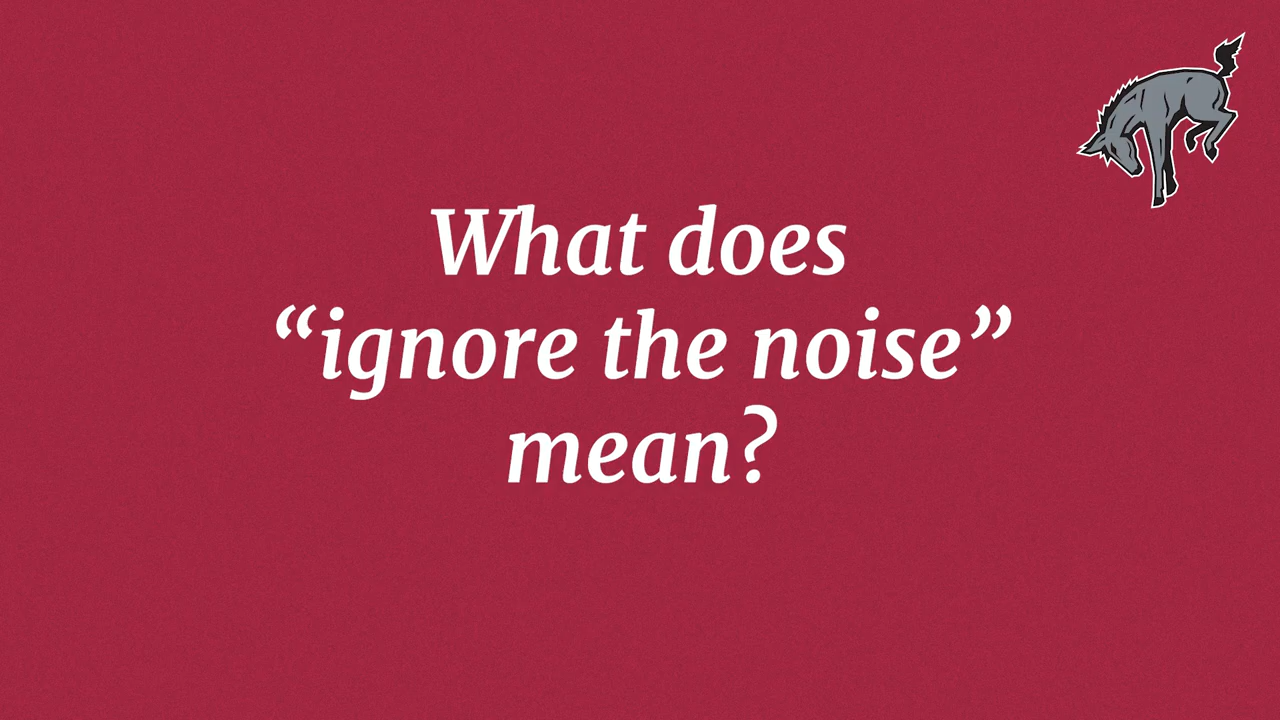 What does
“ignore the noise”
mean?